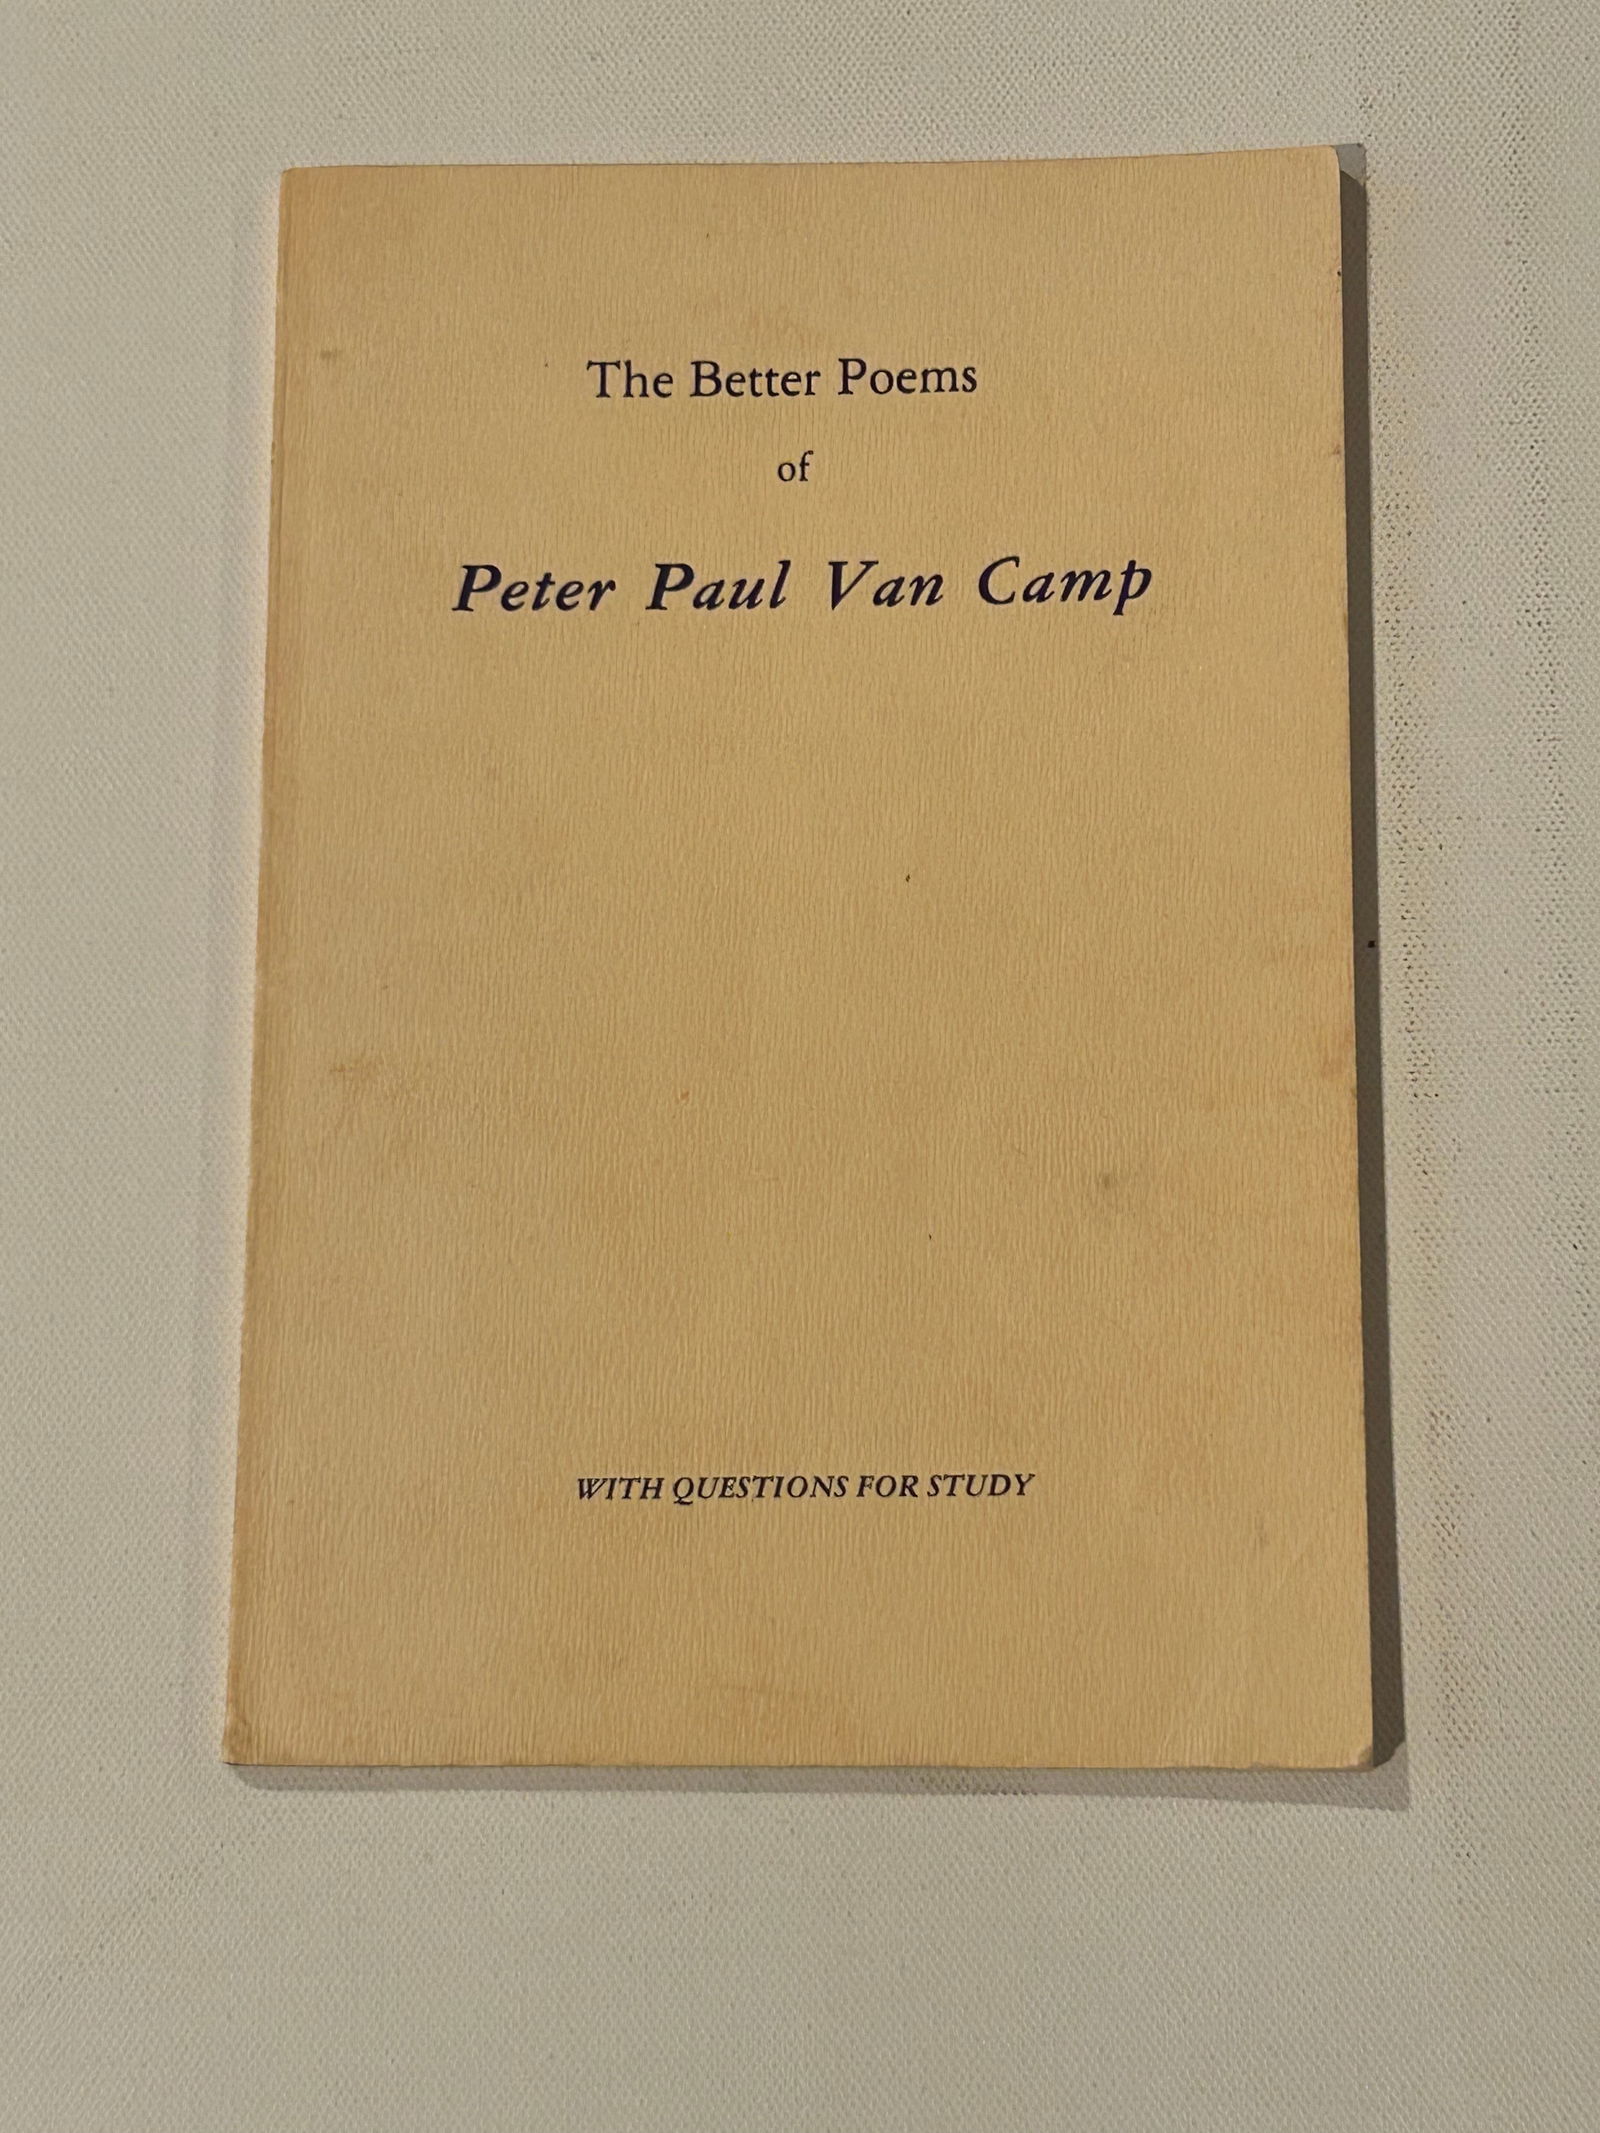 The Better Poems
of
Peter Paul Van Camp
WITH QUESTIONS FOR STUDY